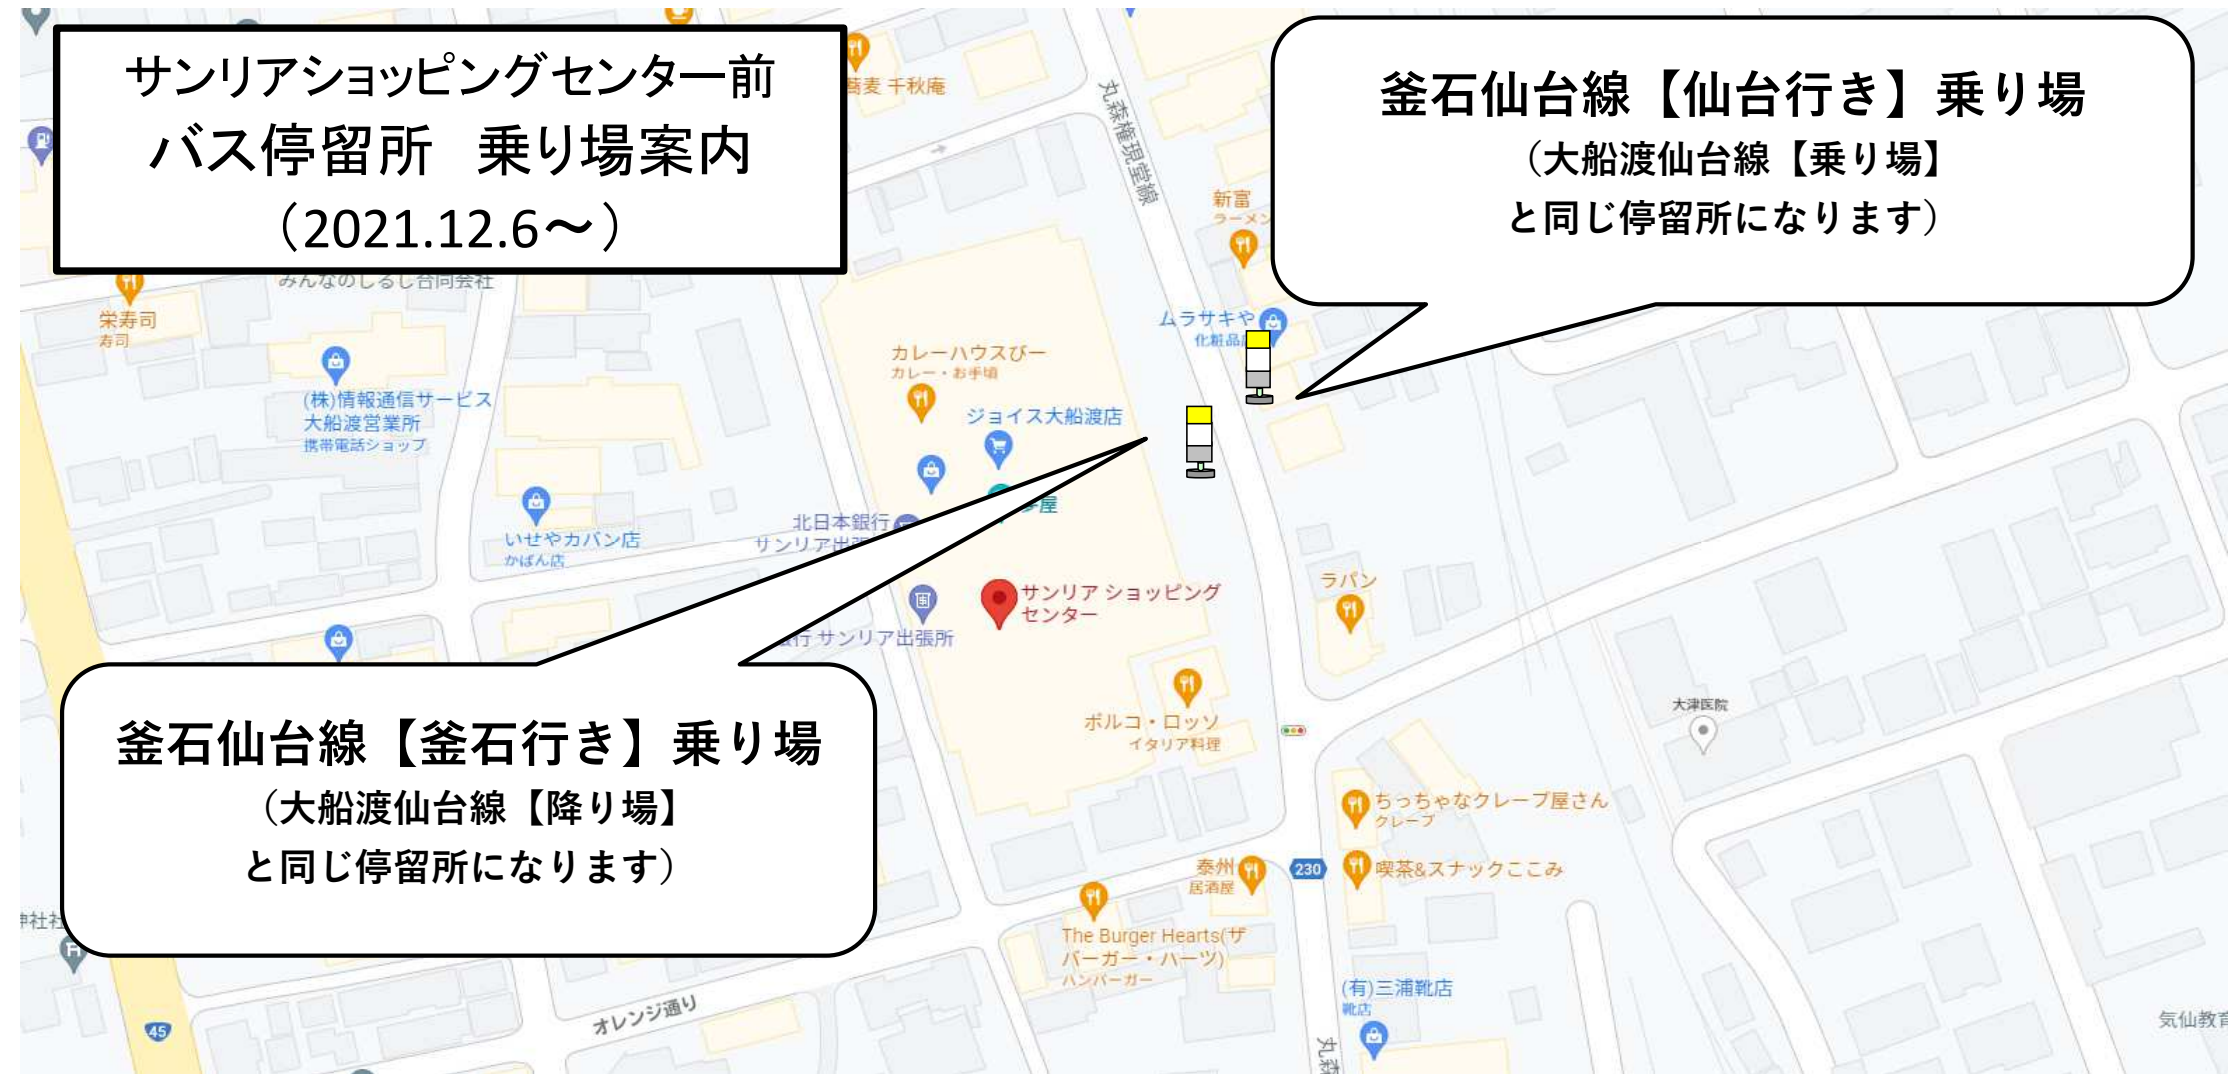 サンリアショッピングセンター前
バス停留所　乗り場案内
（2021.12.6～）
釜石仙台線【仙台行き】乗り場
（大船渡仙台線【乗り場】
と同じ停留所になります）
蕎麦 千秋庵
丸森権現堂線
新富
ラーメン
みんなのしるし合同会社
栄寿司
寿司
ムラサキや
化粧品
カレーハウスびー
カレー・お手頃
(株)情報通信サービス
大船渡営業所
携帯電話ショップ
ジョイス大船渡店
屋
北日本銀行
サンリア出
いせやカバン店
かばん店
ラパン
サンリア ショッピング
センター
行 サンリア出張所
釜石仙台線【釜石行き】乗り場
（大船渡仙台線【降り場】
と同じ停留所になります）
ポルコ・ロッソ
イタリア料理
大津医院
ちっちゃなクレープ屋さん
クレープ
泰州
居酒屋
230
喫茶&スナックここみ
神社社
The Burger Hearts(ザ
バーガー・ハーツ)
ハンバーガー
(有)三浦靴店
靴店
オレンジ通り
45
丸森
気仙教育